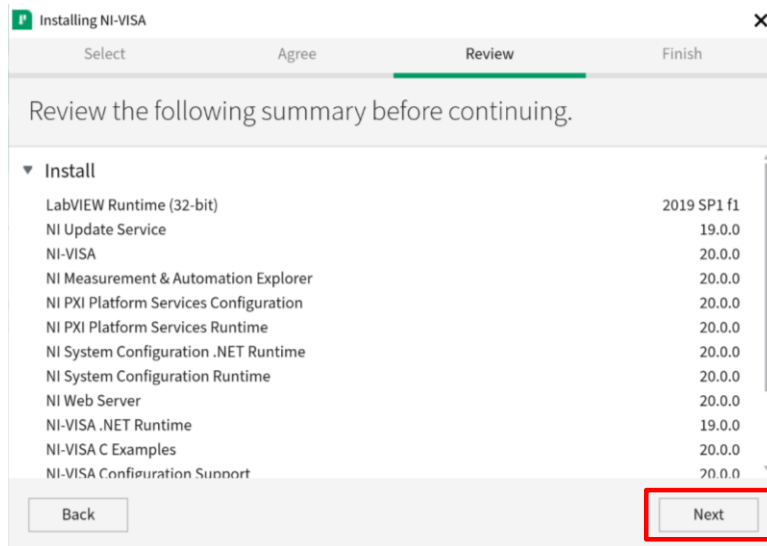 Installing NI-VISA
Select Agree Review Finish
Review the following summary before continuing.
Install
LabVIEW Runtime (32-bit) 2019 SP1 f1
NI Update Service 19.0.0
NI-VISA 20.0.0
NI Measurement & Automation Explorer 20.0.0
NI PXI Platform Services Configuration 20.0.0
NI PXI Platform Services Runtime 20.0.0
NI System Configuration .NET Runtime 20.0.0
NI System Configuration Runtime 20.0.0
NI Web Server 20.0.0
NI-VISA .NET Runtime 19.0.0
NI-VISA C Examples 20.0.0
NI-VISA Configuration Support 20.0.0
Back Next